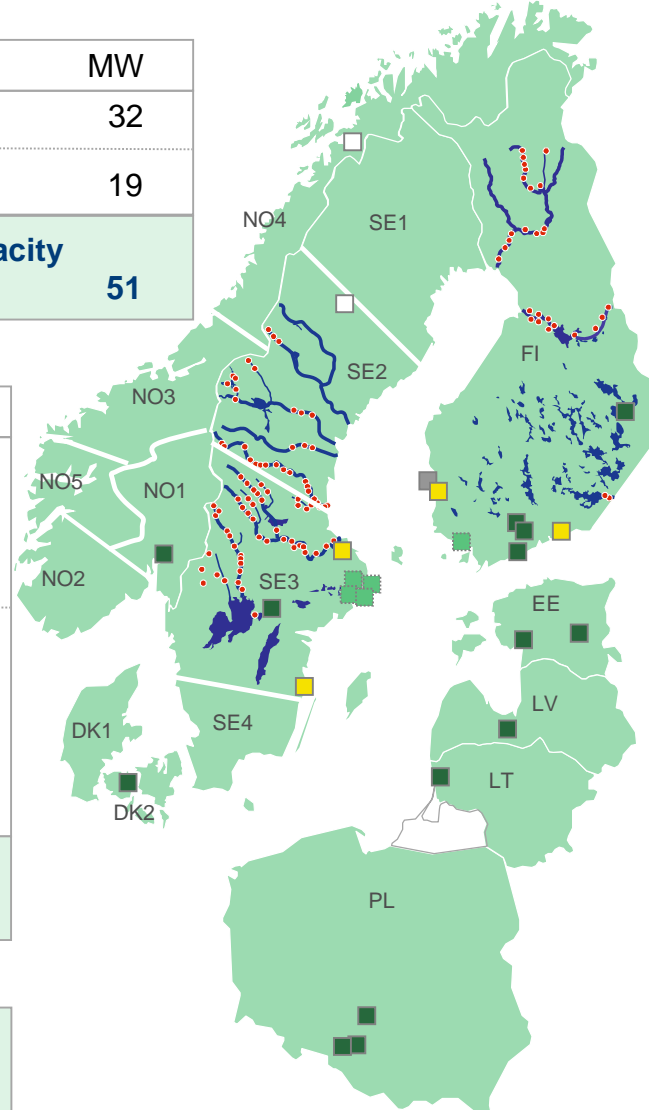 MW
32
19
acity
51
NO4
SE1
FI
SE2
NO3
NO5
NO1
NO2
SE3
EE
LV
DK1
SE4
LT
DK2
PL